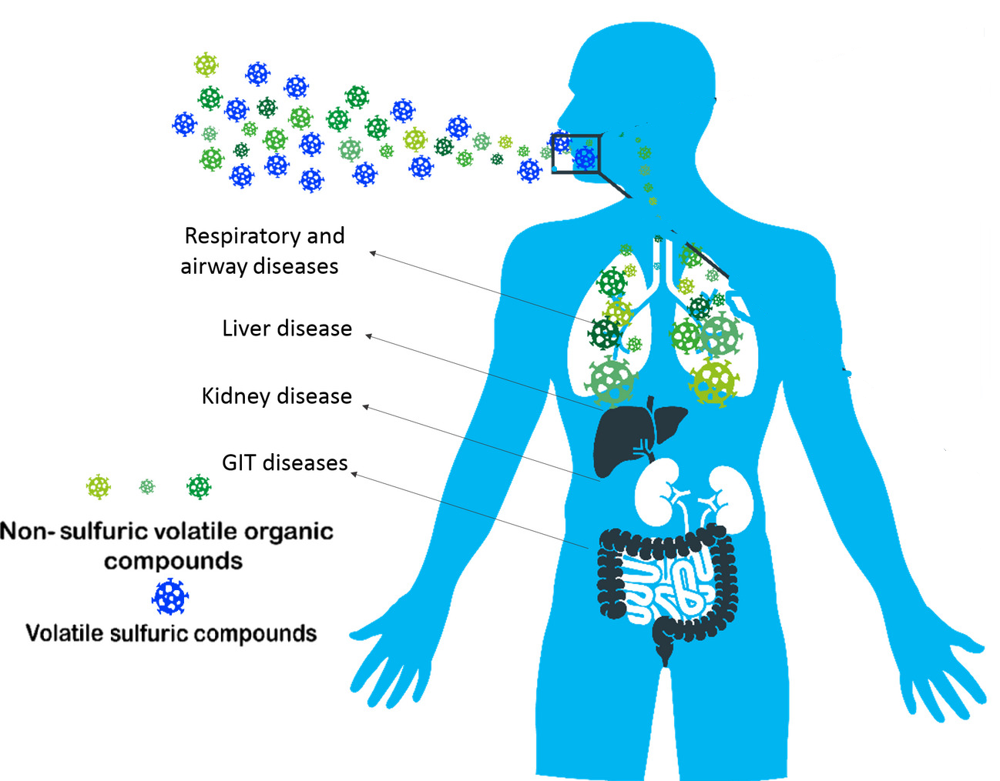 Respiratory and
airway diseases
Liver disease
Kidney disease
GIT diseases
Non- sulfuric volatile organic
compounds
Volatile sulfuric compounds